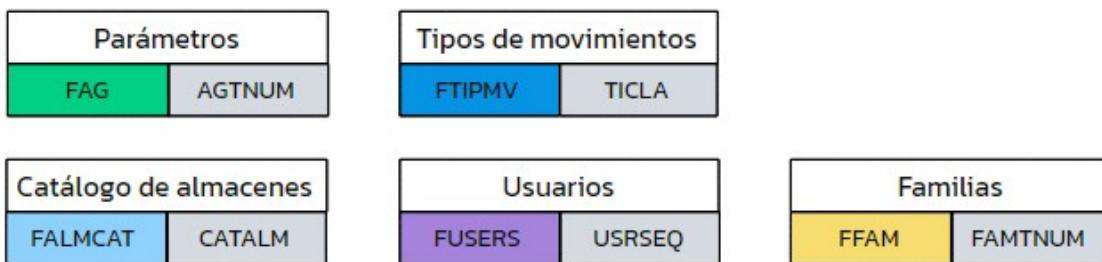 Parámetros
FAG AGTNUM
Tipos de movimientos
FTIPMV TICLA
Catálogo de almacenes
FALMCAT CATALM
Usuarios
FUSERS USRSEQ
Familias
FFAM FAMTNUM